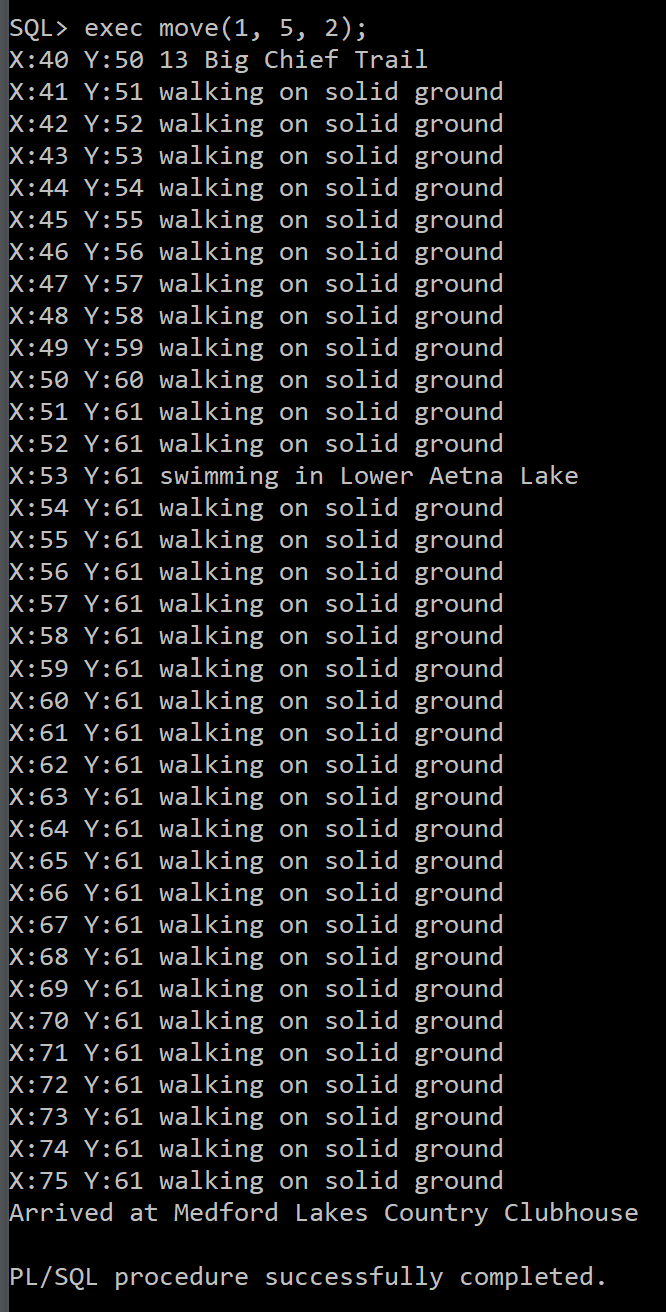 SQL> exec move(1, 5, 2);
X:40 Y:50 13 Big Chief Trail
X:41 Y:51 walking on solid ground
X:42 Y:52 walking on solid ground
X:43 Y:53 walking on solid ground
X:44 Y:54 walking on solid ground
X:45 Y:55 walking on solid ground
X:46 Y:56 walking on solid ground
X:47 Y:57 walking on solid ground
X:48 Y:58 walking on solid ground
X:49 Y:59 walking on solid ground
X:50 Y:60 walking on solid ground
X:51 Y:61 walking on solid ground
X:52 Y:61 walking on solid ground
X:53 Y:61 swimming in Lower Aetna Lake
X:54 Y:61 walking on solid ground
X:55 Y:61 walking on solid ground
X:56 Y:61 walking on solid ground
X:57 Y:61 walking on solid ground
X:58 Y:61 walking on solid ground
X:59 Y:61 walking on solid ground
X:60 Y:61 walking on solid ground
X:61 Y:61 walking on solid ground
X:62 Y:61 walking on solid ground
X:63 Y:61 walking on solid ground
X:64 Y:61 walking on solid ground
X:65 Y:61 walking on solid ground
X:66 Y:61 walking on solid ground
X:67 Y:61 walking on solid ground
X:68 Y:61 walking on solid ground
X:69 Y:61 walking on solid ground
X:70 Y:61 walking on solid ground
X:71 Y:61 walking on solid ground
X:72 Y:61 walking on solid ground
X:73 Y:61 walking on solid ground
X:74 Y:61 walking on solid ground
X:75 Y:61 walking on solid ground
Arrived at Medford Lakes Country Clubhouse
PL/SQL procedure successfully completed.